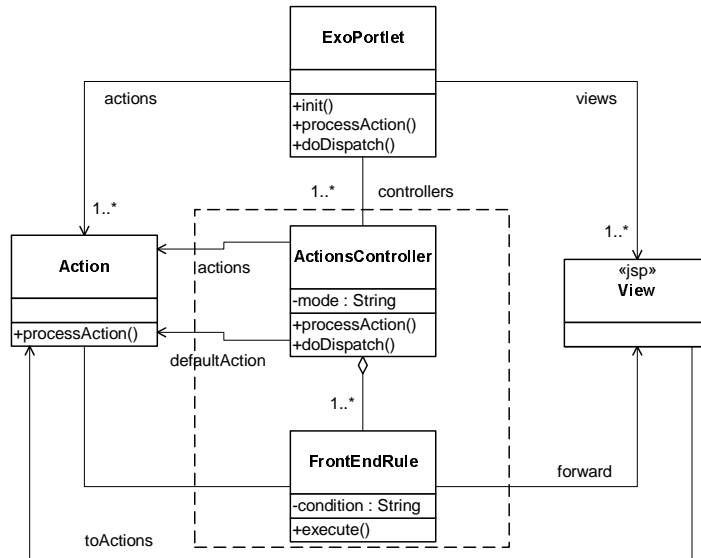 ExoPortlet
+init()
+processAction()
+doDispatch()
actions
views
1..*
1..*
controllers
1..*
Action
+processAction()
actions
defaultAction
ActionsController
-mode : String
+processAction()
+doDispatch()
«jsp»
View
1..*
FrontEndRule
-condition : String
+execute()
forward
toActions